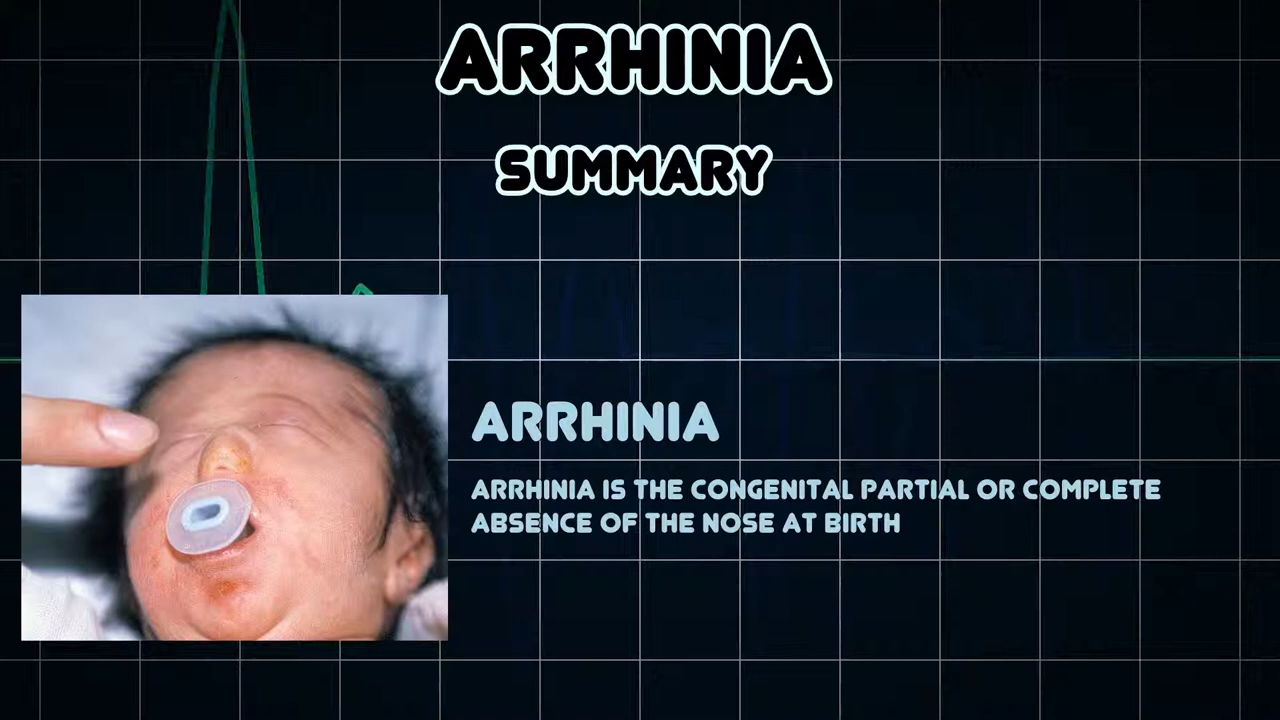 ARRHINIA
SUMMARY
ARRHINIA
ARRHINIA IS THE CONGENITAL PARTIAL OR COMPLETE
ABSENCE OF THE NOSE AT BIRTH